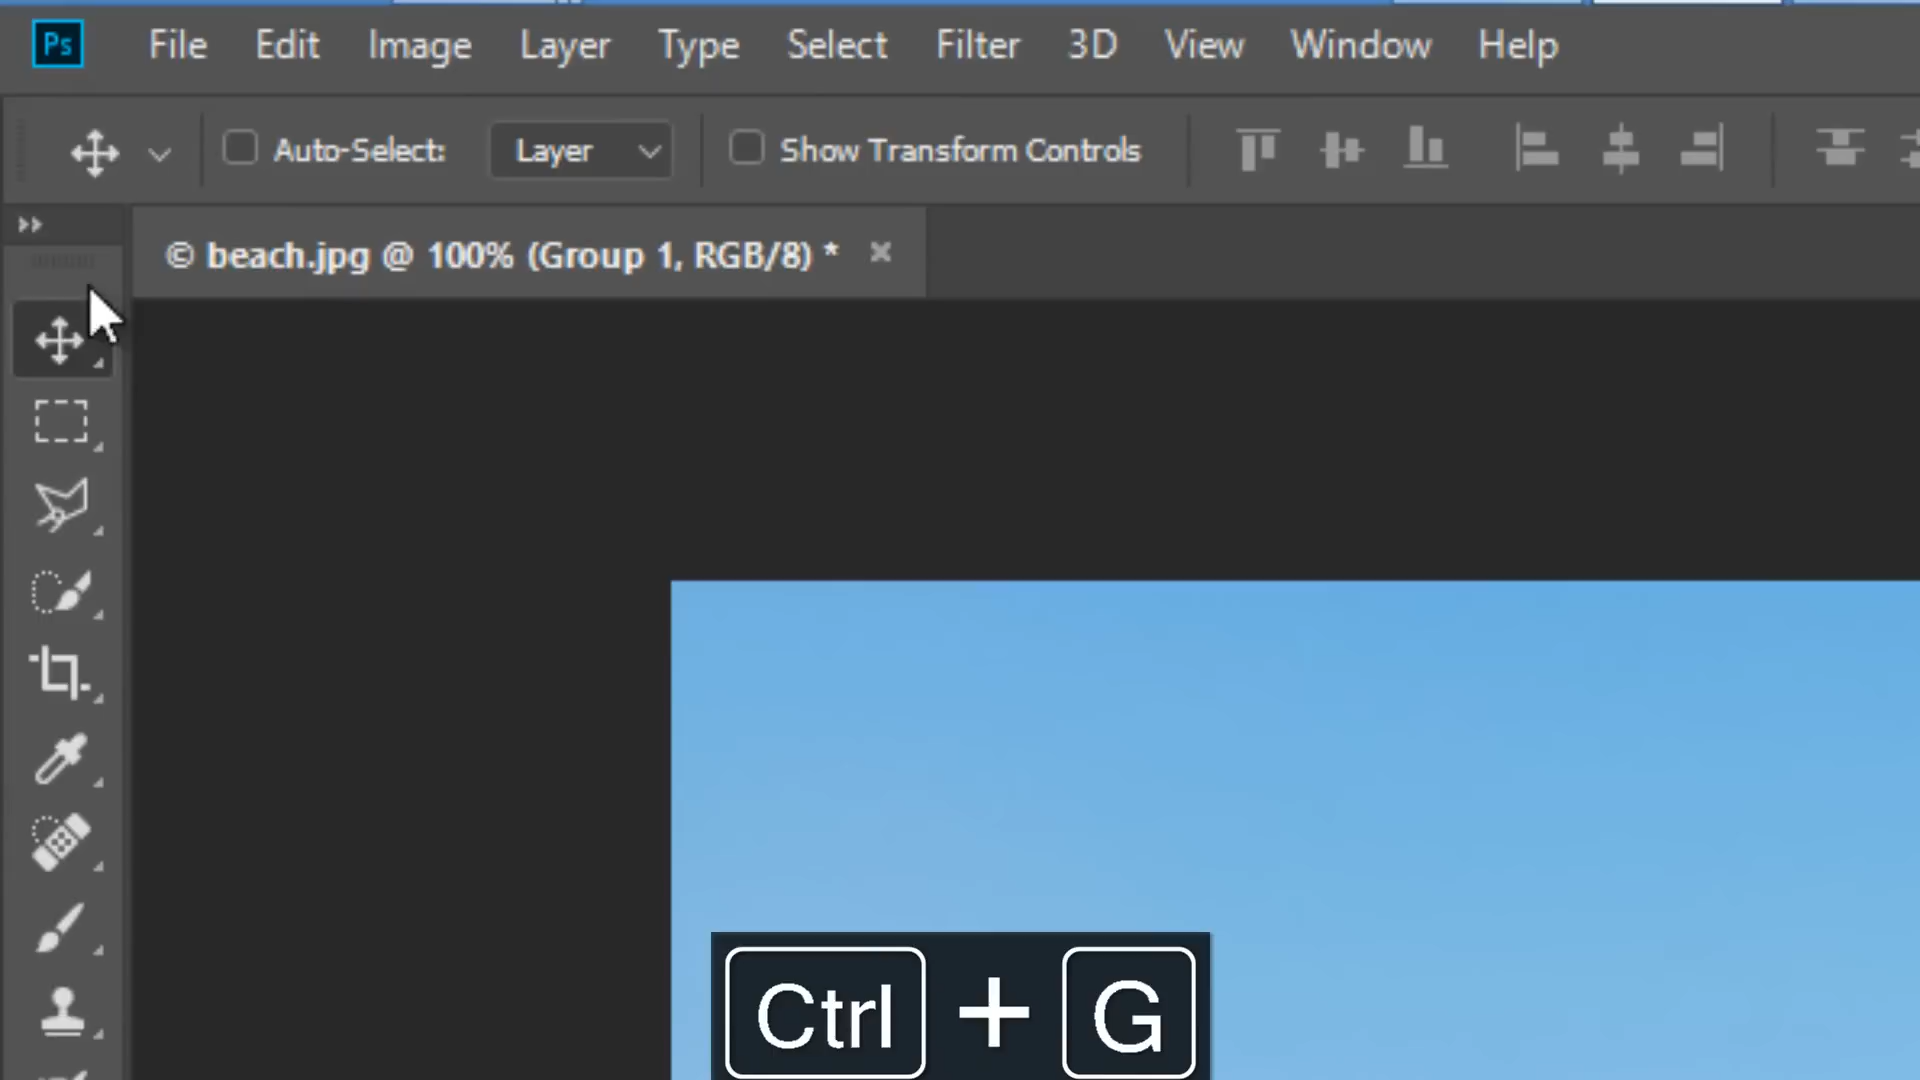 Ps File Edit Image Layer Type Select Filter 3D View Window Help
Auto-Select: Layer Show Transform Controls
© beach.jpg @ 100% (Group 1, RGB/8) * ×
Ctrl + G